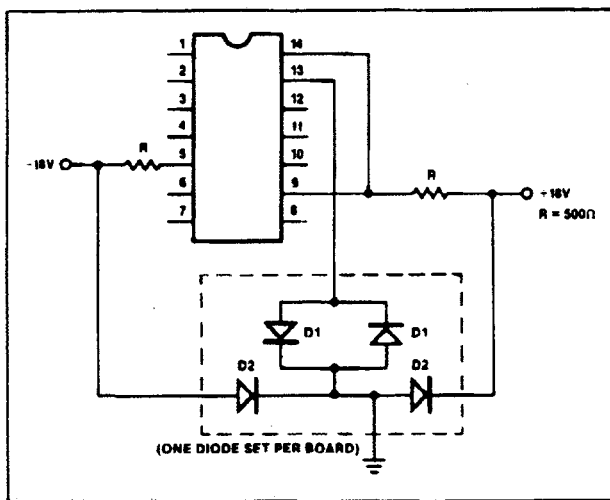 1 14
2 13
3 12
4 11
R
-18V 5 10
R
6 9
+18V
7 8
R = 500Ω
D1 D1
D2 D2
(ONE DIODE SET PER BOARD)